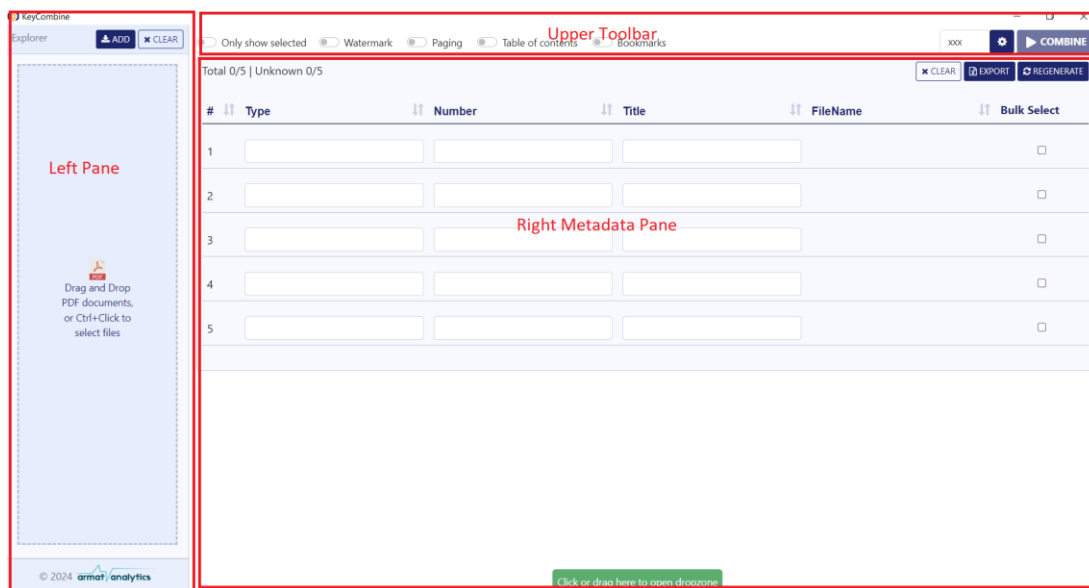 KeyCombine
Explorer ADD CLEAR
Only show selected Watermark Paging Table of contents Bookmarks xxx COMBINE
Upper Toolbar
Total 0/5 | Unknown 0/5 CLEAR EXPORT REGENERATE
# Type Number Title FileName Bulk Select
1
2
3
4
5
Left Pane
Right Metadata Pane
PDF
Drag and Drop
PDF documents,
or Ctrl+Click to
select files
© 2024 armat analytics
Click or drag here to open dropzone